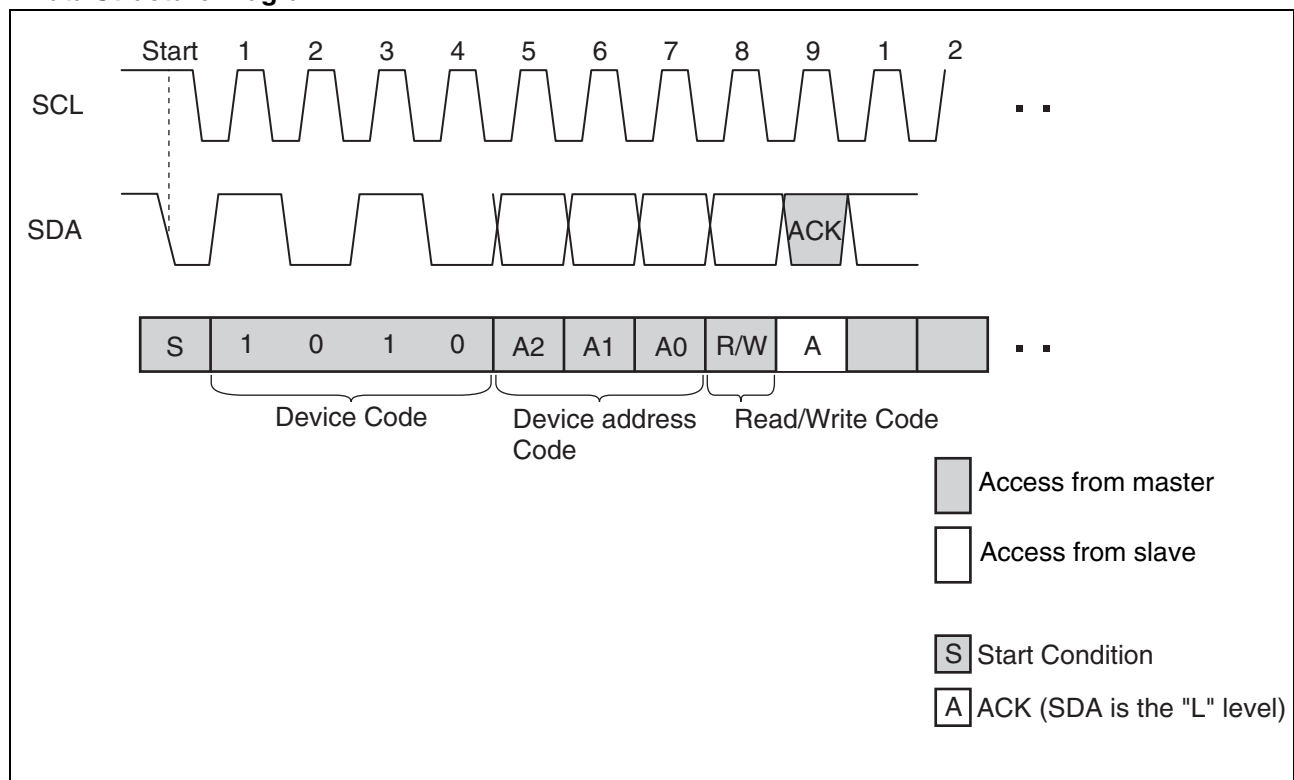 Start 1 2 3 4 5 6 7 8 9 1 2
SCL
SDA
ACK
S 1 0 1 0 A2 A1 A0 R/W A
Device Code
Device address
Code
Read/Write Code
Access from master
Access from slave
S Start Condition
A ACK (SDA is the "L" level)